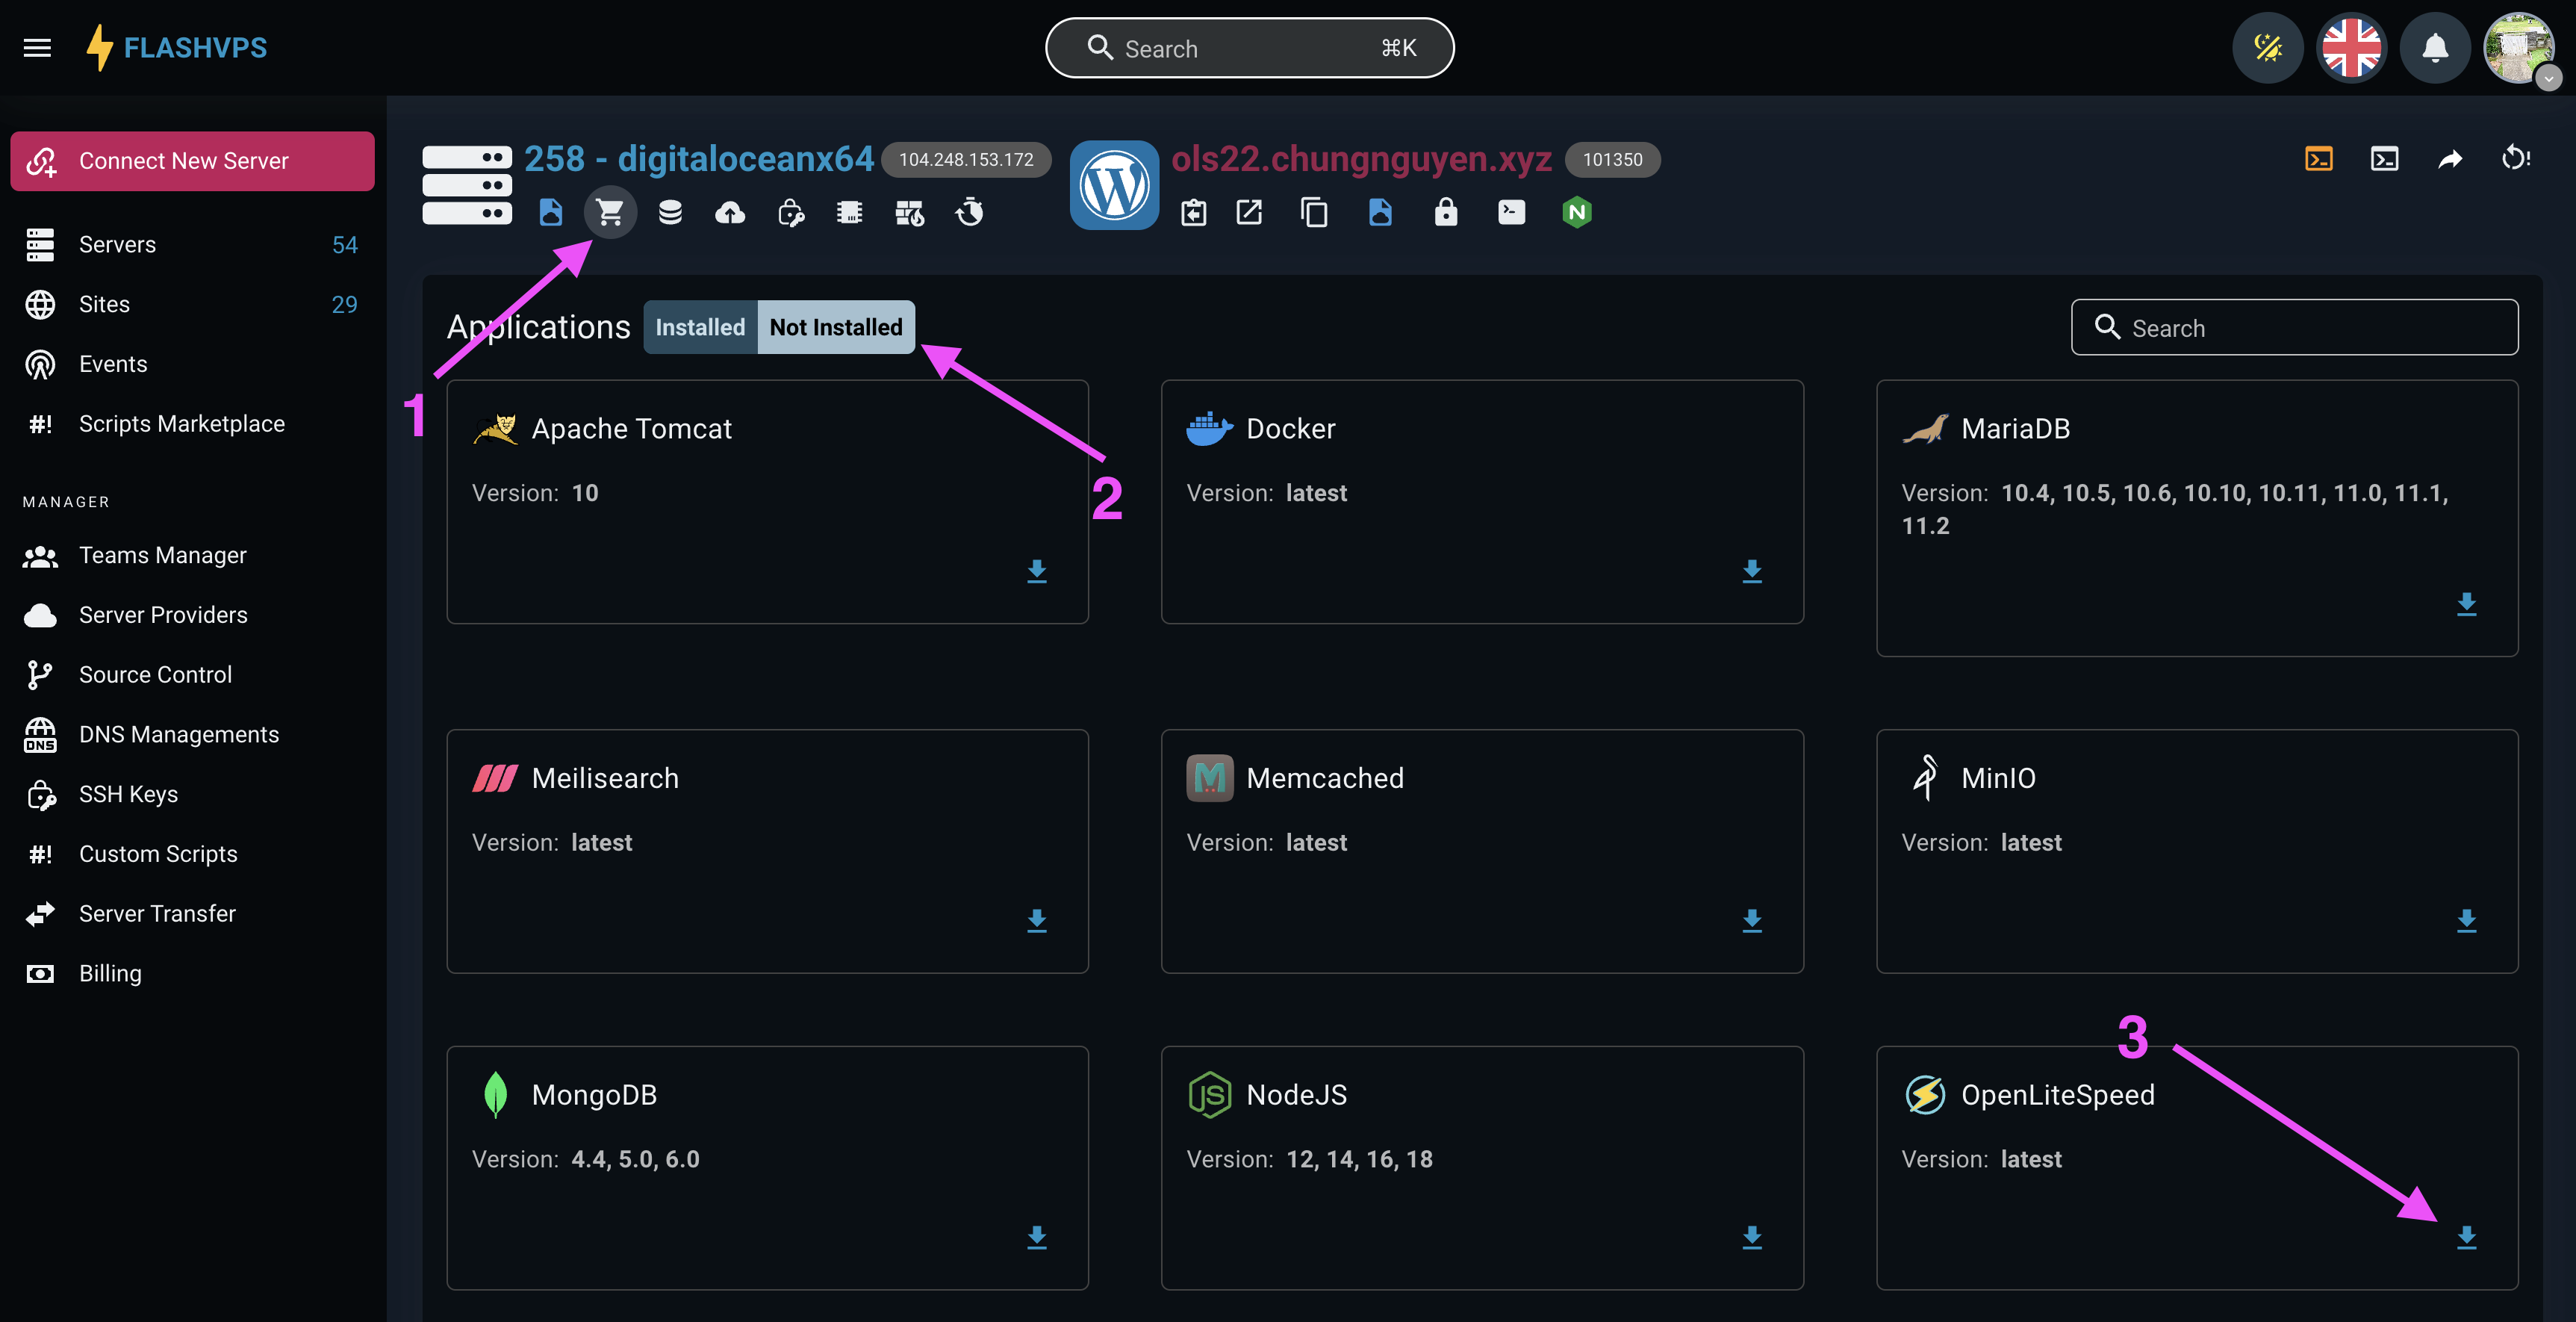 FLASHVPS
Search ⌘K
Connect New Server
Servers 54
Sites 29
Events
#! Scripts Marketplace
MANAGER
Teams Manager
Server Providers
Source Control
DNS DNS Managements
SSH Keys
#! Custom Scripts
Server Transfer
Billing
258 - digitaloceanx64 104.248.153.172
ols22.chungnguyen.xyz 101350
N
Applications Installed Not Installed
Search
1
2
Apache Tomcat
Version: 10
Docker
Version: latest
MariaDB
Version: 10.4, 10.5, 10.6, 10.10, 10.11, 11.0, 11.1,
11.2
Meilisearch
Version: latest
M Memcached
Version: latest
MinIO
Version: latest
MongoDB
Version: 4.4, 5.0, 6.0
JS NodeJS
Version: 12, 14, 16, 18
3
OpenLiteSpeed
Version: latest